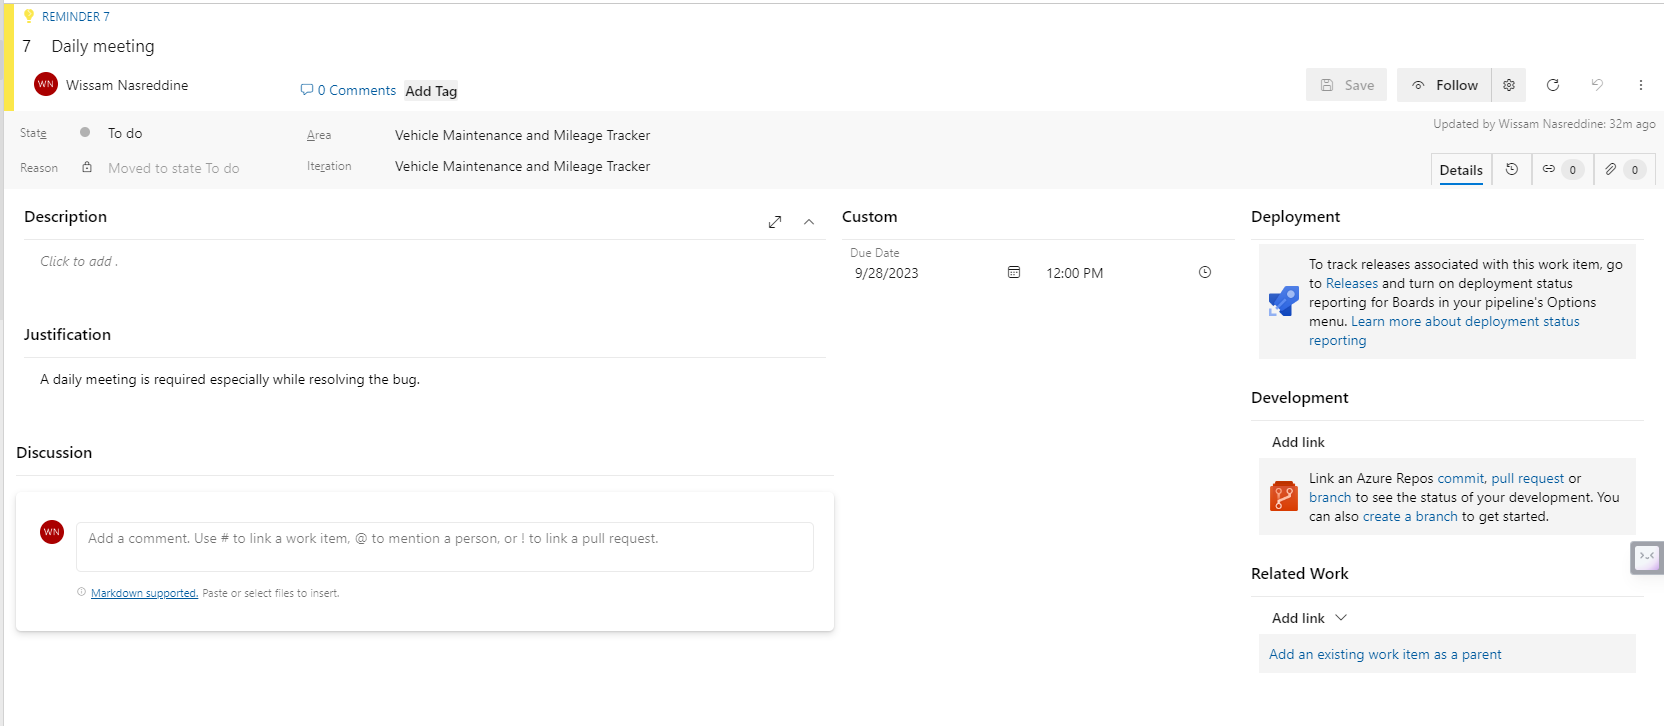 REMINDER 7
7 Daily meeting
WN Wissam Nasreddine
0 Comments Add Tag
Save Follow
State To do
Area Vehicle Maintenance and Mileage Tracker
Updated by Wissam Nasreddine: 32m ago
Reason Moved to state To do
Iteration Vehicle Maintenance and Mileage Tracker
Details 0 0
Description
Click to add .
Justification
A daily meeting is required especially while resolving the bug.
Discussion
WN
Add a comment. Use # to link a work item, @ to mention a person, or ! to link a pull request.
Markdown supported. Paste or select files to insert.
Custom
Due Date
9/28/2023 12:00 PM
Deployment
To track releases associated with this work item, go
to Releases and turn on deployment status
reporting for Boards in your pipeline's Options
menu. Learn more about deployment status
reporting
Development
Add link
Link an Azure Repos commit, pull request or
branch to see the status of your development. You
can also create a branch to get started.
Related Work
Add link
Add an existing work item as a parent